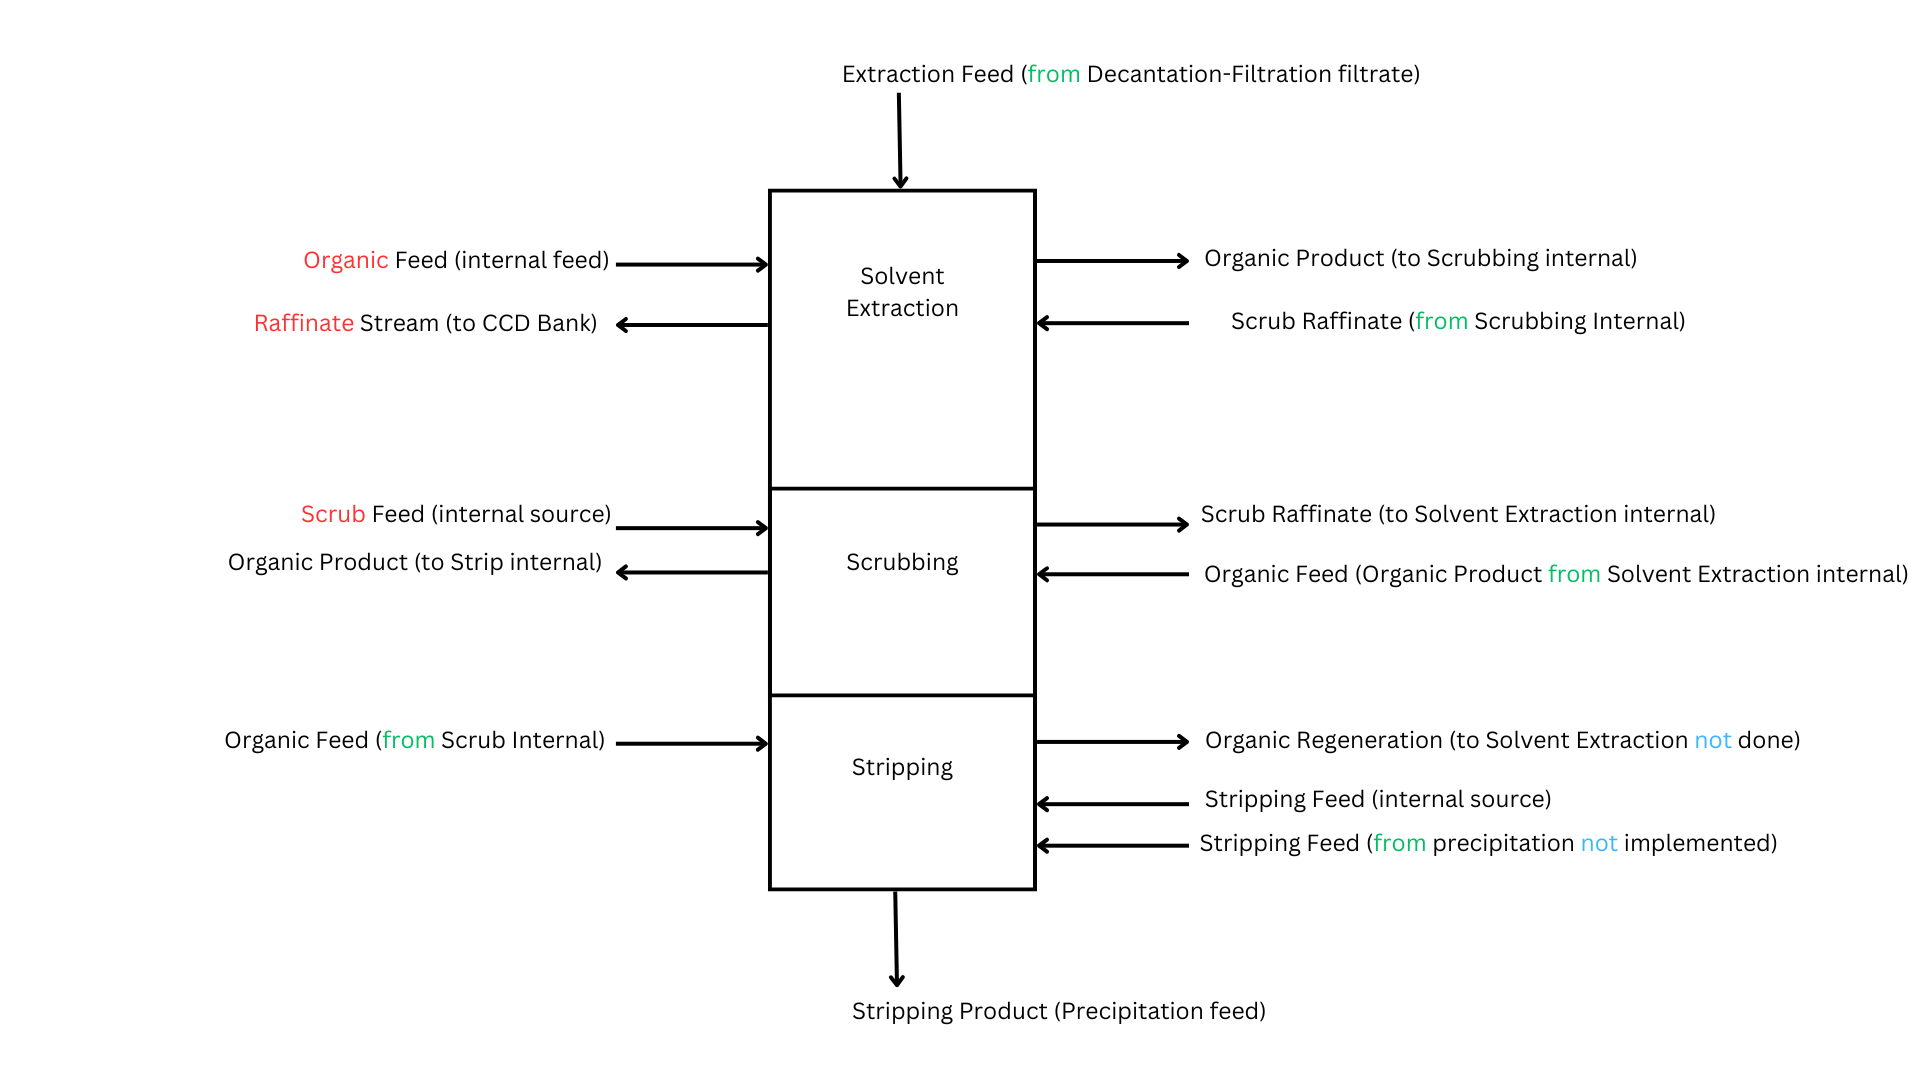 Extraction Feed (from Decantation-Filtration filtrate)
Organic Feed (internal feed)
Organic Product (to Scrubbing internal)
Solvent
Extraction
Raffinate Stream (to CCD Bank)
Scrub Raffinate (from Scrubbing Internal)
Scrub Feed (internal source)
Scrub Raffinate (to Solvent Extraction internal)
Organic Product (to Strip internal)
Scrubbing
Organic Feed (Organic Product from Solvent Extraction internal)
Organic Feed (from Scrub Internal)
Organic Regeneration (to Solvent Extraction not done)
Stripping
Stripping Feed (internal source)
Stripping Feed (from precipitation not implemented)
Stripping Product (Precipitation feed)